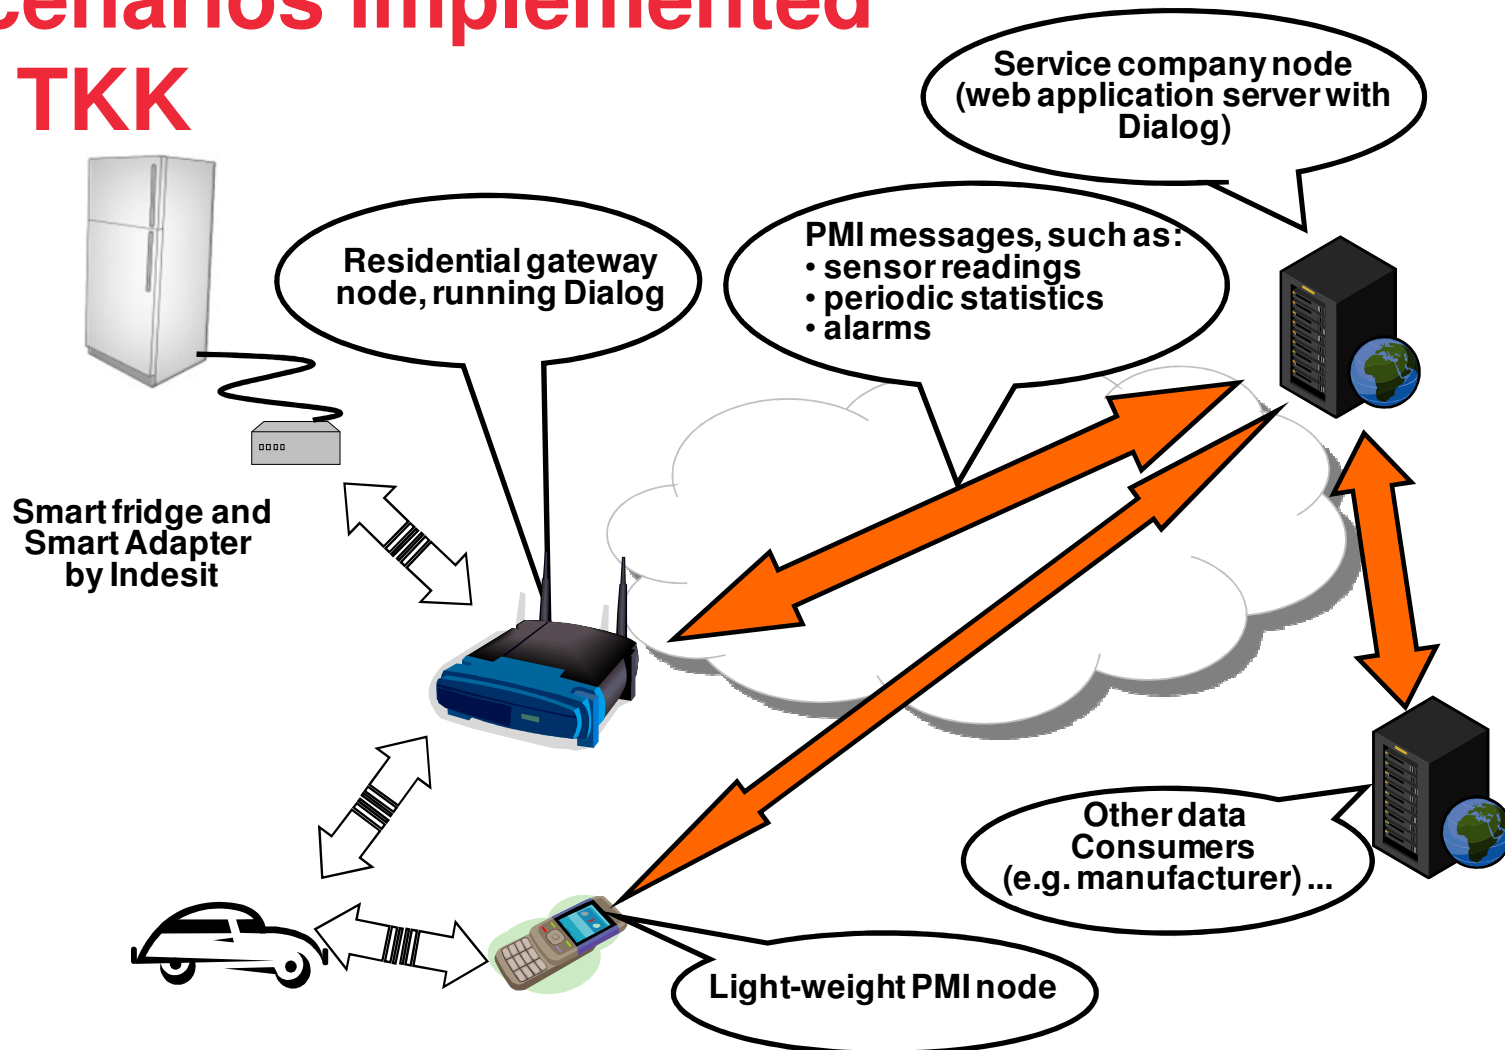 cenarios implemented
TKK
Service company node
(web application server with
Dialog)
PMI messages, such as:
• sensor readings
• periodic statistics
• alarms
Residential gateway
node, running Dialog
Smart fridge and
Smart Adapter
by Indesit
Other data
Consumers
(e.g. manufacturer) ...
Light-weight PMI node